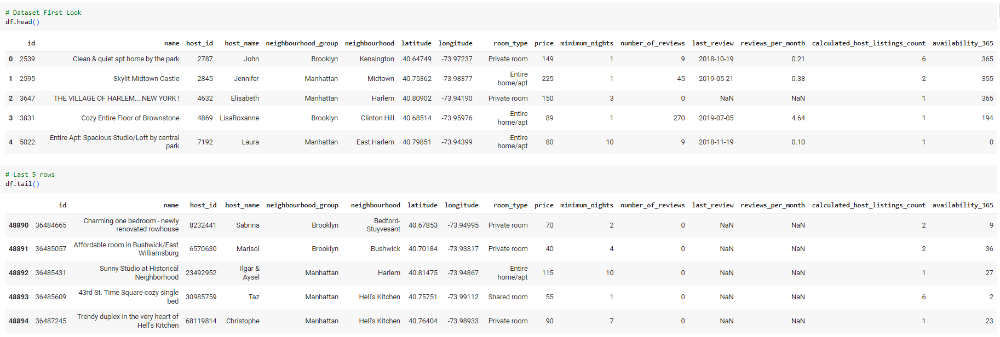 # Dataset First Look
df.head()
id name host_id host_name neighbourhood_group neighbourhood latitude longitude room_type price minimum_nights number_of_reviews last_review reviews_per_month calculated_host_listings_count availability_365
0 2539 Clean & quiet apt home by the park 2787 John Brooklyn Kensington 40.64749 -73.97237 Private room 149 1 9 2018-10-19 0.21 6 365
1 2595 Skylit Midtown Castle 2845 Jennifer Manhattan Midtown 40.75362 -73.98377 Entire home/apt 225 1 45 2019-05-21 0.38 2 355
2 3647 THE VILLAGE OF HARLEM....NEW YORK ! 4632 Elisabeth Manhattan Harlem 40.80902 -73.94190 Private room 150 3 0 NaN NaN 1 365
3 3831 Cozy Entire Floor of Brownstone 4869 LisaRoxanne Brooklyn Clinton Hill 40.68514 -73.95976 Entire home/apt 89 1 270 2019-07-05 4.64 1 194
4 5022 Entire Apt: Spacious Studio/Loft by central park 7192 Laura Manhattan East Harlem 40.79851 -73.94399 Entire home/apt 80 10 9 2018-11-19 0.10 1 0
# Last 5 rows
df.tail()
id name host_id host_name neighbourhood_group neighbourhood latitude longitude room_type price minimum_nights number_of_reviews last_review reviews_per_month calculated_host_listings_count availability_365
48890 36484665 Charming one bedroom - newly renovated rowhouse 8232441 Sabrina Brooklyn Bedford-Stuyvesant 40.67853 -73.94995 Private room 70 2 0 NaN NaN 2 9
48891 36485057 Affordable room in Bushwick/East Williamsburg 6570630 Marisol Brooklyn Bushwick 40.70184 -73.93317 Private room 40 4 0 NaN NaN 2 36
48892 36485431 Sunny Studio at Historical Neighborhood 23492952 Ilgar & Aysel Manhattan Harlem 40.81475 -73.94867 Entire home/apt 115 10 0 NaN NaN 1 27
48893 36485609 43rd St. Time Square-cozy single bed 30985759 Taz Manhattan Hell's Kitchen 40.75751 -73.99112 Shared room 55 1 0 NaN NaN 6 2
48894 36487245 Trendy duplex in the very heart of Hell's Kitchen 68119814 Christophe Manhattan Hell's Kitchen 40.76404 -73.98933 Private room 90 7 0 NaN NaN 1 23